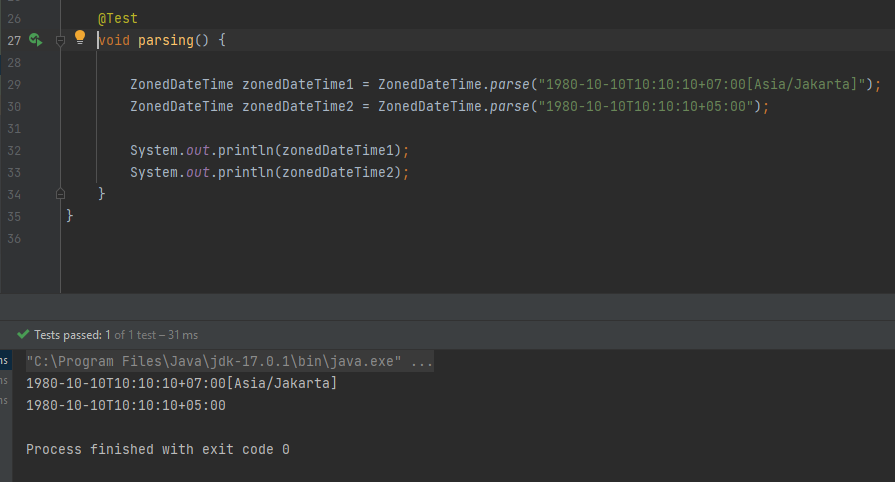 26 @Test
27 void parsing() {
28
29 ZonedDateTime zonedDateTime1 = ZonedDateTime.parse("1980-10-10T10:10:10+07:00[Asia/Jakarta]");
30 ZonedDateTime zonedDateTime2 = ZonedDateTime.parse("1980-10-10T10:10:10+05:00");
31
32 System.out.println(zonedDateTime1);
33 System.out.println(zonedDateTime2);
34 }
35 }
36
Tests passed: 1 of 1 test – 31 ms
ms "C:\Program Files\Java\jdk-17.0.1\bin\java.exe" ...
ms 1980-10-10T10:10:10+07:00[Asia/Jakarta]
ms 1980-10-10T10:10:10+05:00
Process finished with exit code 0